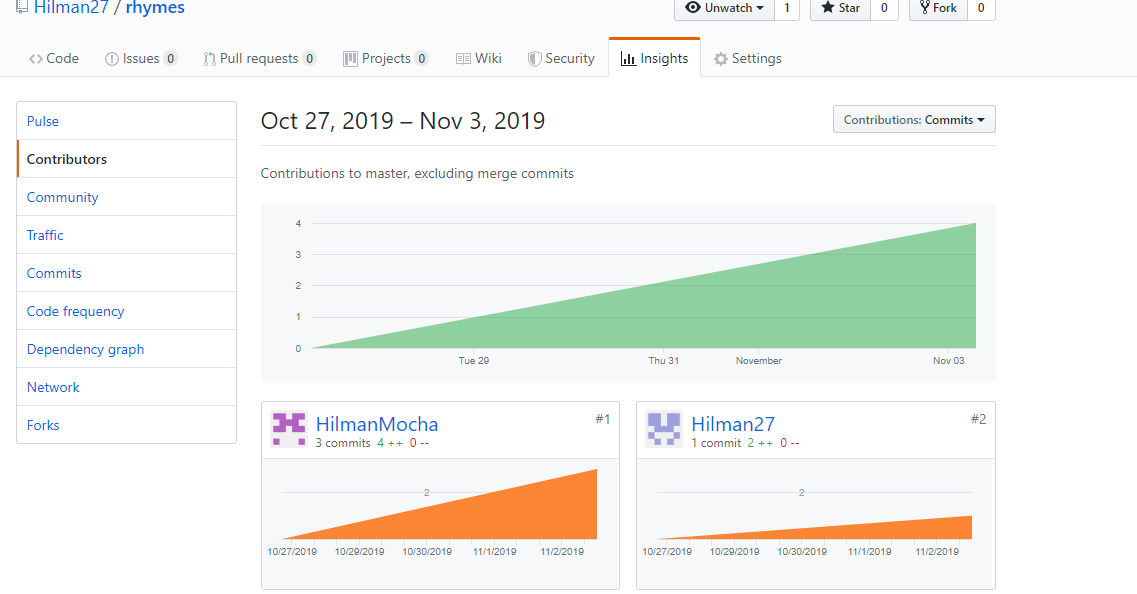 Hilman27 / rhymes
Unwatch 1 Star 0 Fork 0
Code Issues 0 Pull requests 0 Projects 0 Wiki Security Insights Settings
Pulse
Contributors
Community
Traffic
Commits
Code frequency
Dependency graph
Network
Forks
Oct 27, 2019 – Nov 3, 2019
Contributions: Commits
Contributions to master, excluding merge commits
4
3
2
1
0
Tue 29 Thu 31 November Nov 03
HilmanMocha #1
3 commits 4 ++ 0 --
2
10/27/2019 10/29/2019 10/30/2019 11/1/2019 11/2/2019
Hilman27 #2
1 commit 2 ++ 0 --
2
10/27/2019 10/29/2019 10/30/2019 11/1/2019 11/2/2019